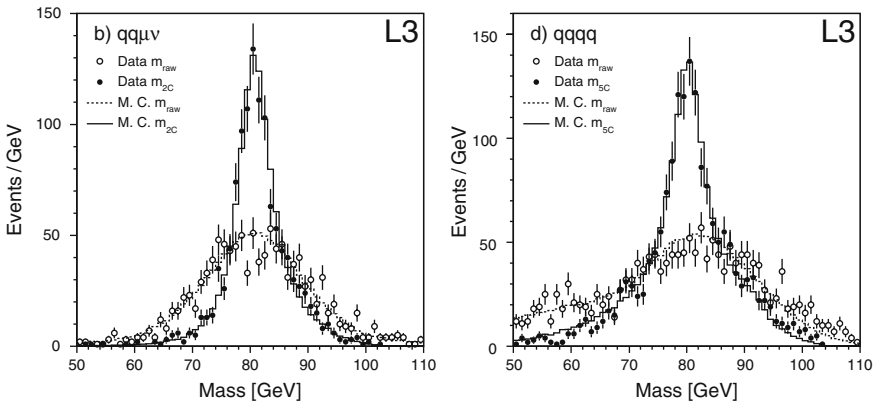 b) qqμν
L3
Data m_raw
Data m_2C
M. C. m_raw
M. C. m_2C
Events / GeV
150
100
50
0
50 60 70 80 90 100 110
Mass [GeV]
d) qqqq
L3
Data m_raw
Data m_5C
M. C. m_raw
M. C. m_5C
Events / GeV
150
100
50
0
50 60 70 80 90 100 110
Mass [GeV]